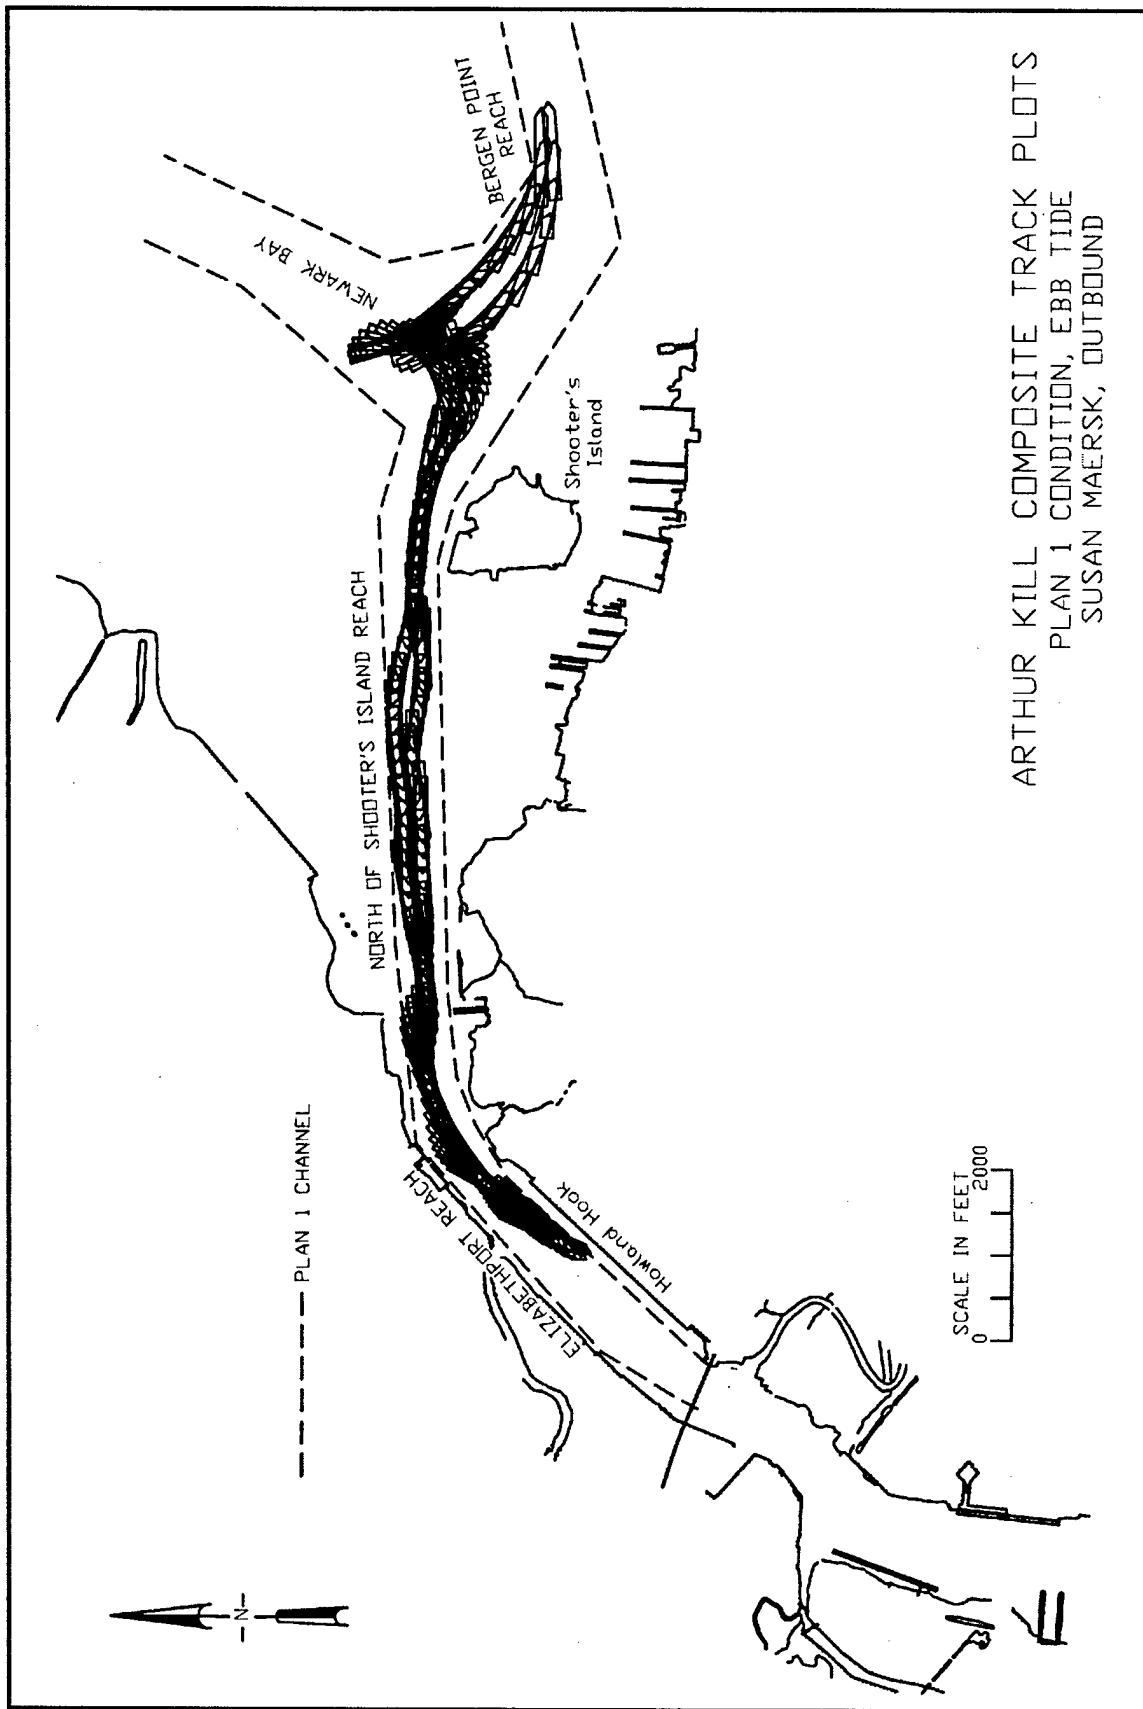 BERGEN POINT
REACH
NEWARK BAY
Shooter's
Island
NORTH OF SHOOTER'S ISLAND REACH
PLAN 1 CHANNEL
ELIZABETHPORT REACH
Howland Hook
SCALE IN FEET
0 2000
-N-
ARTHUR KILL COMPOSITE TRACK PLOTS
PLAN 1 CONDITION, EBB TIDE
SUSAN MAERSK, OUTBOUND